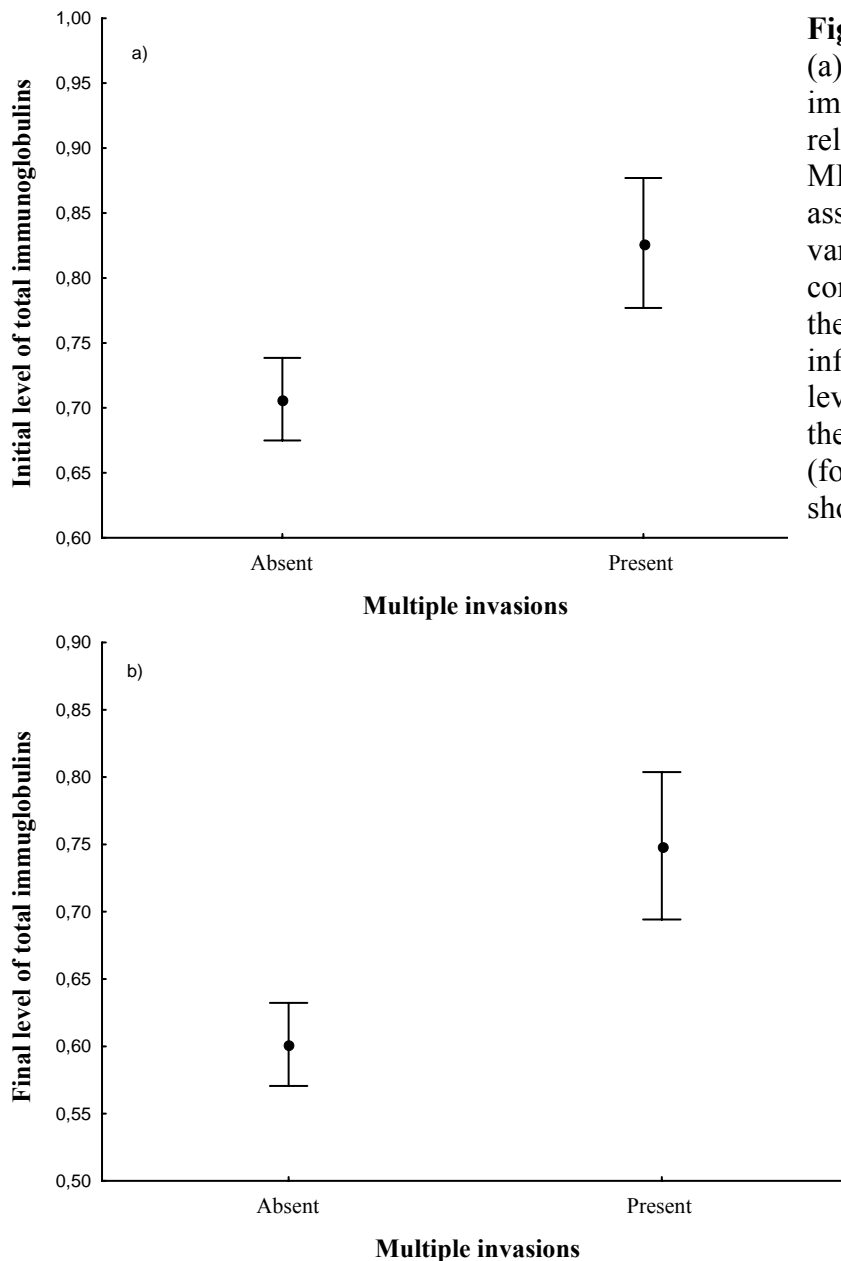 a)
Initial level of total immunoglobulins
1,00
0,95
0,90
0,85
0,80
0,75
0,70
0,65
0,60
Absent Present
Multiple invasions
(a)
b)
Final level of total immuglobulins
0,90
0,85
0,80
0,75
0,70
0,65
0,60
0,55
0,50
Absent Present
Multiple invasions